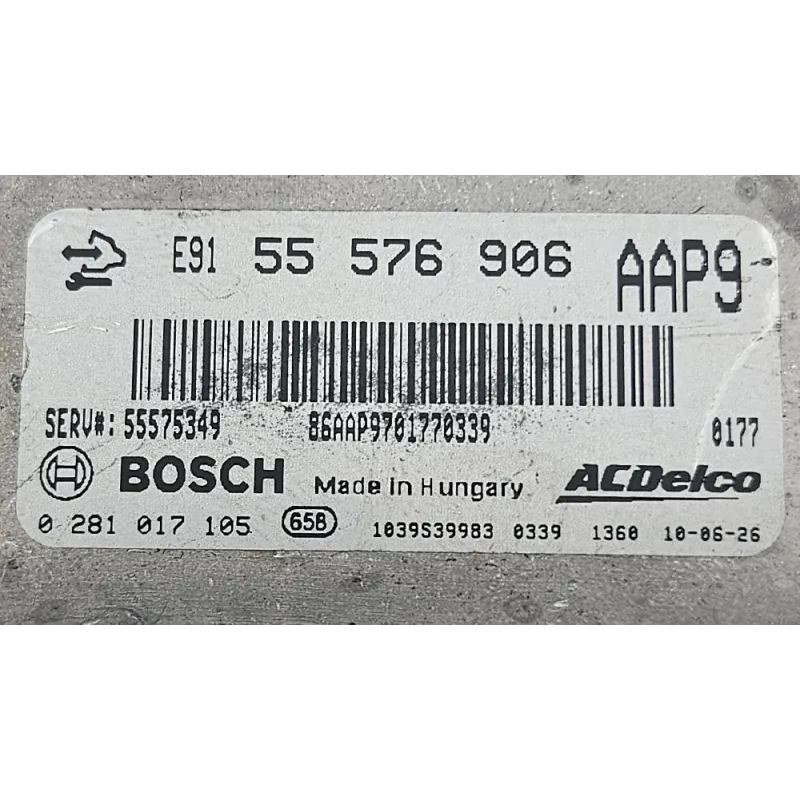 E91 55 576 906 AAP9
SERV#: 55575349 86AAP9701770339 0177
BOSCH Made in Hungary ACDelco
0 281 017 105 658 1039S39983 0339 1360 10-06-26